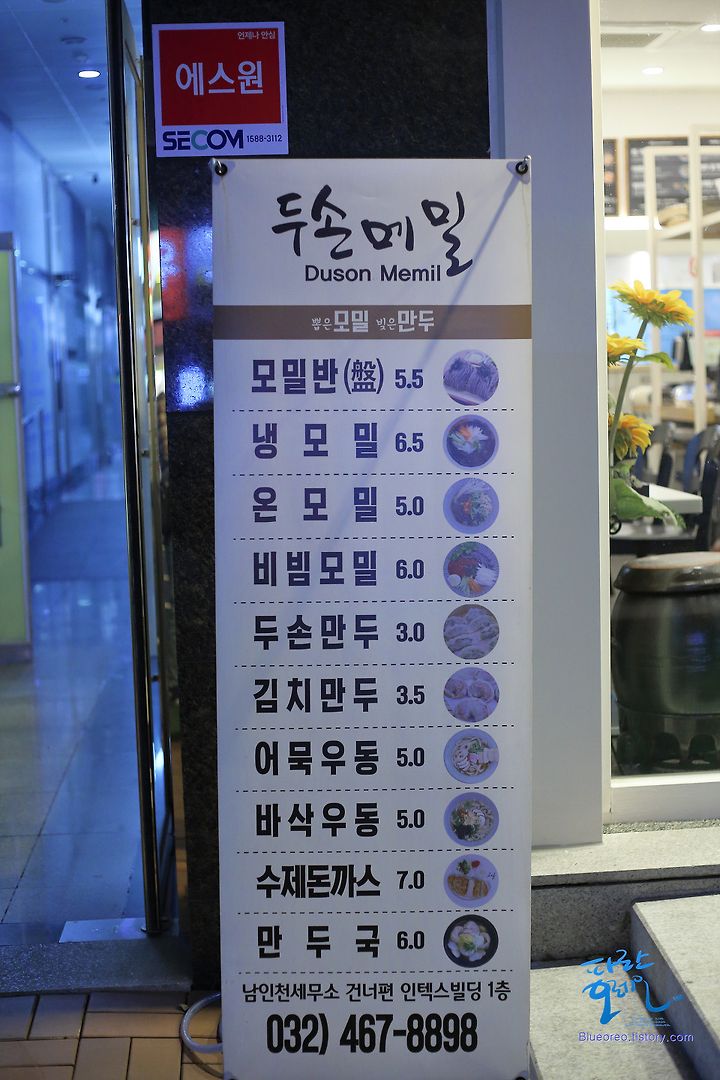 언제나 안심
에스원
SECOM 1588-3112
두손메밀
Duson Memil
뽑은모밀 빚은만두
모밀반(盤) 5.5
냉모밀 6.5
온모밀 5.0
비빔모밀 6.0
두손만두 3.0
김치만두 3.5
어묵우동 5.0
바삭우동 5.0
수제돈까스 7.0
만두국 6.0
남인천세무소 건너편 인텍스빌딩 1층
032) 467-8898
파란오레오
Blueoreo.tistory.com